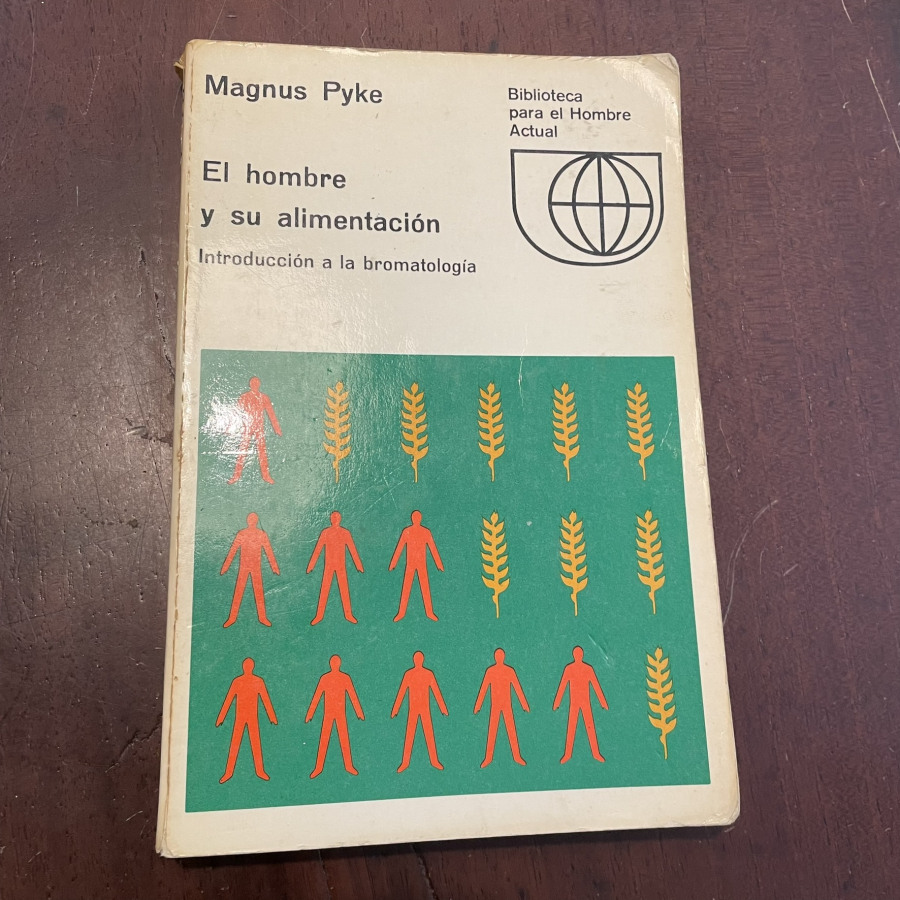 Magnus Pyke
Biblioteca
para el Hombre
Actual
El hombre
y su alimentación
Introducción a la bromatología